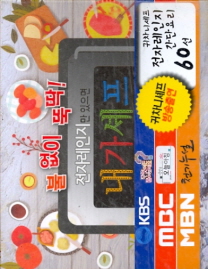 불 없이 뚝딱!
전자레인지만 있으면
내가셰프
귀차니셰프
전자레인지
간단요리
60선
귀차니셰프
방송출연
KBS
MBC
MBN